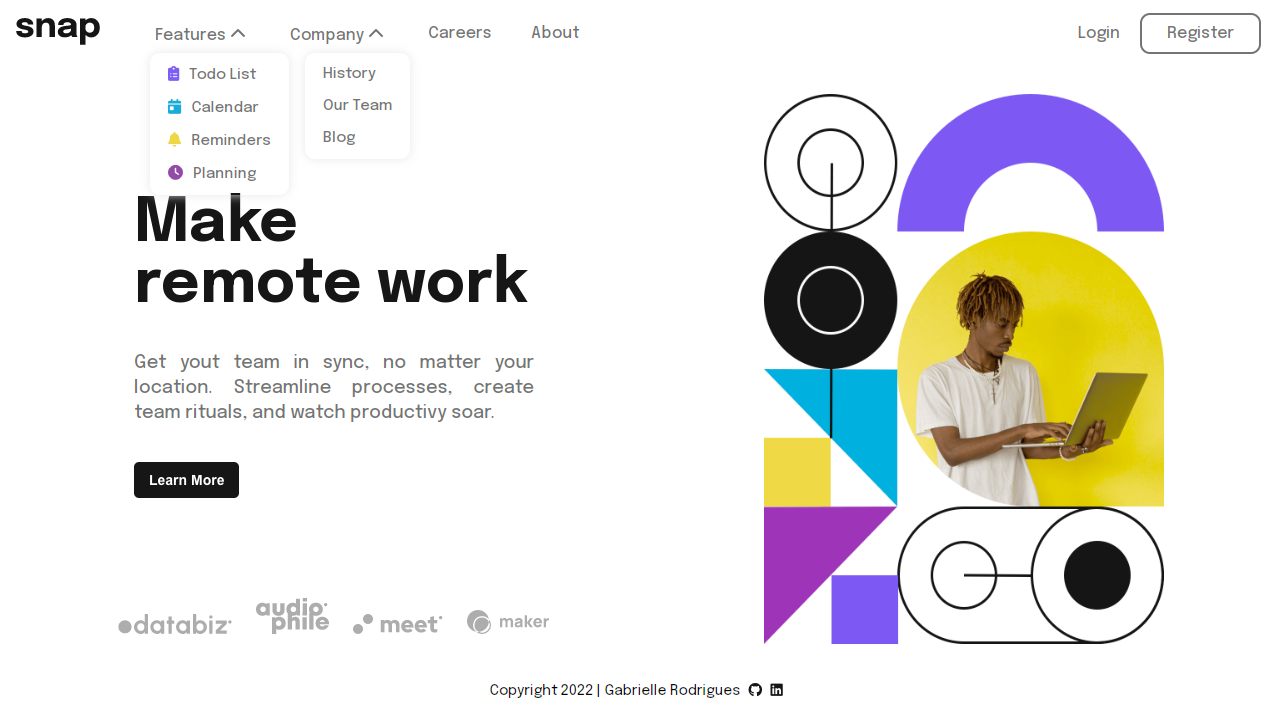 snap
Features
Company
Careers
About
Login
Register
Todo List
Calendar
Reminders
Planning
History
Our Team
Blog
Make
remote work
Get yout team in sync, no matter your
location. Streamline processes, create
team rituals, and watch productivy soar.
Learn More
databiz
audio
phile
meet
maker
Copyright 2022 | Gabrielle Rodrigues